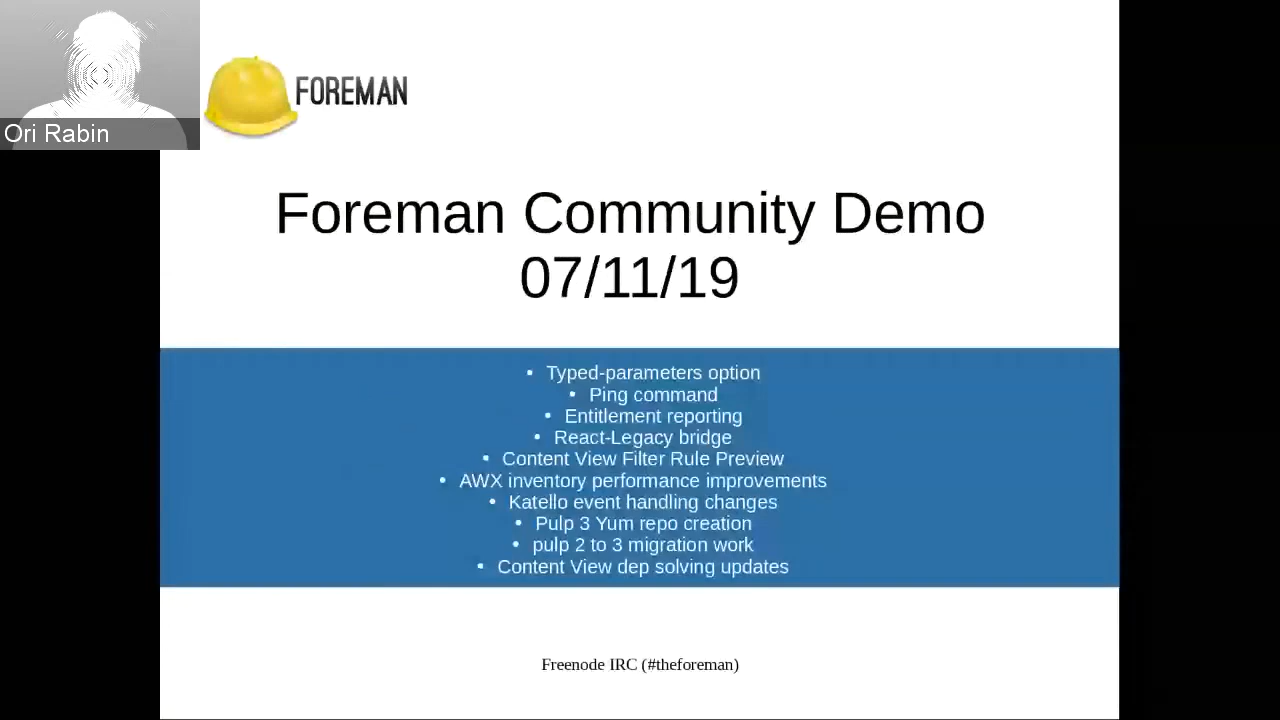 Ori Rabin
FOREMAN
Foreman Community Demo
07/11/19
• Typed-parameters option
• Ping command
• Entitlement reporting
• React-Legacy bridge
• Content View Filter Rule Preview
• AWX inventory performance improvements
• Katello event handling changes
• Pulp 3 Yum repo creation
• pulp 2 to 3 migration work
• Content View dep solving updates
Freenode IRC (#theforeman)